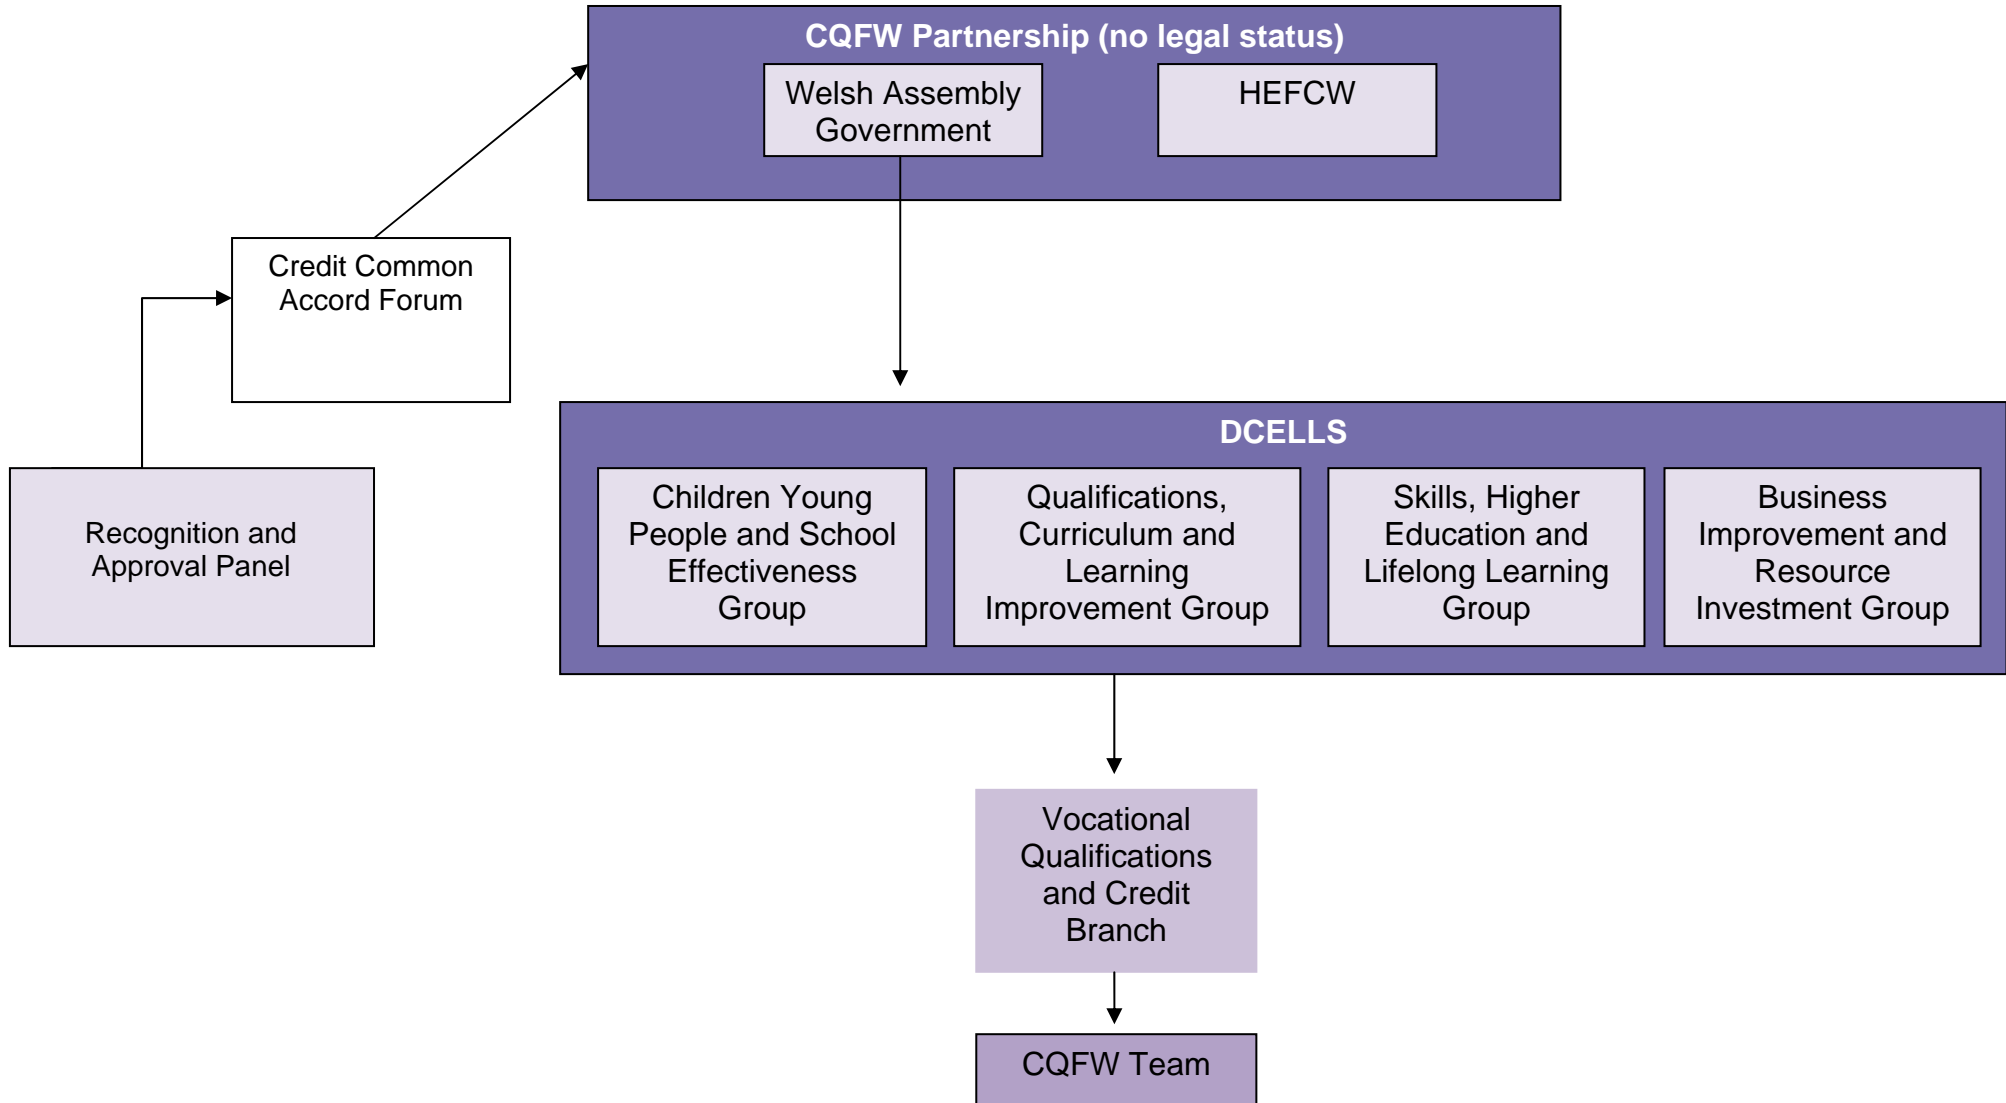 CQFW Partnership (no legal status)
Welsh Assembly
Government
HEFCW
Credit Common
Accord Forum
Recognition and
Approval Panel
DCELLS
Children Young
People and School
Effectiveness
Group
Qualifications,
Curriculum and
Learning
Improvement Group
Skills, Higher
Education and
Lifelong Learning
Group
Business
Improvement and
Resource
Investment Group
Vocational
Qualifications
and Credit
Branch
CQFW Team